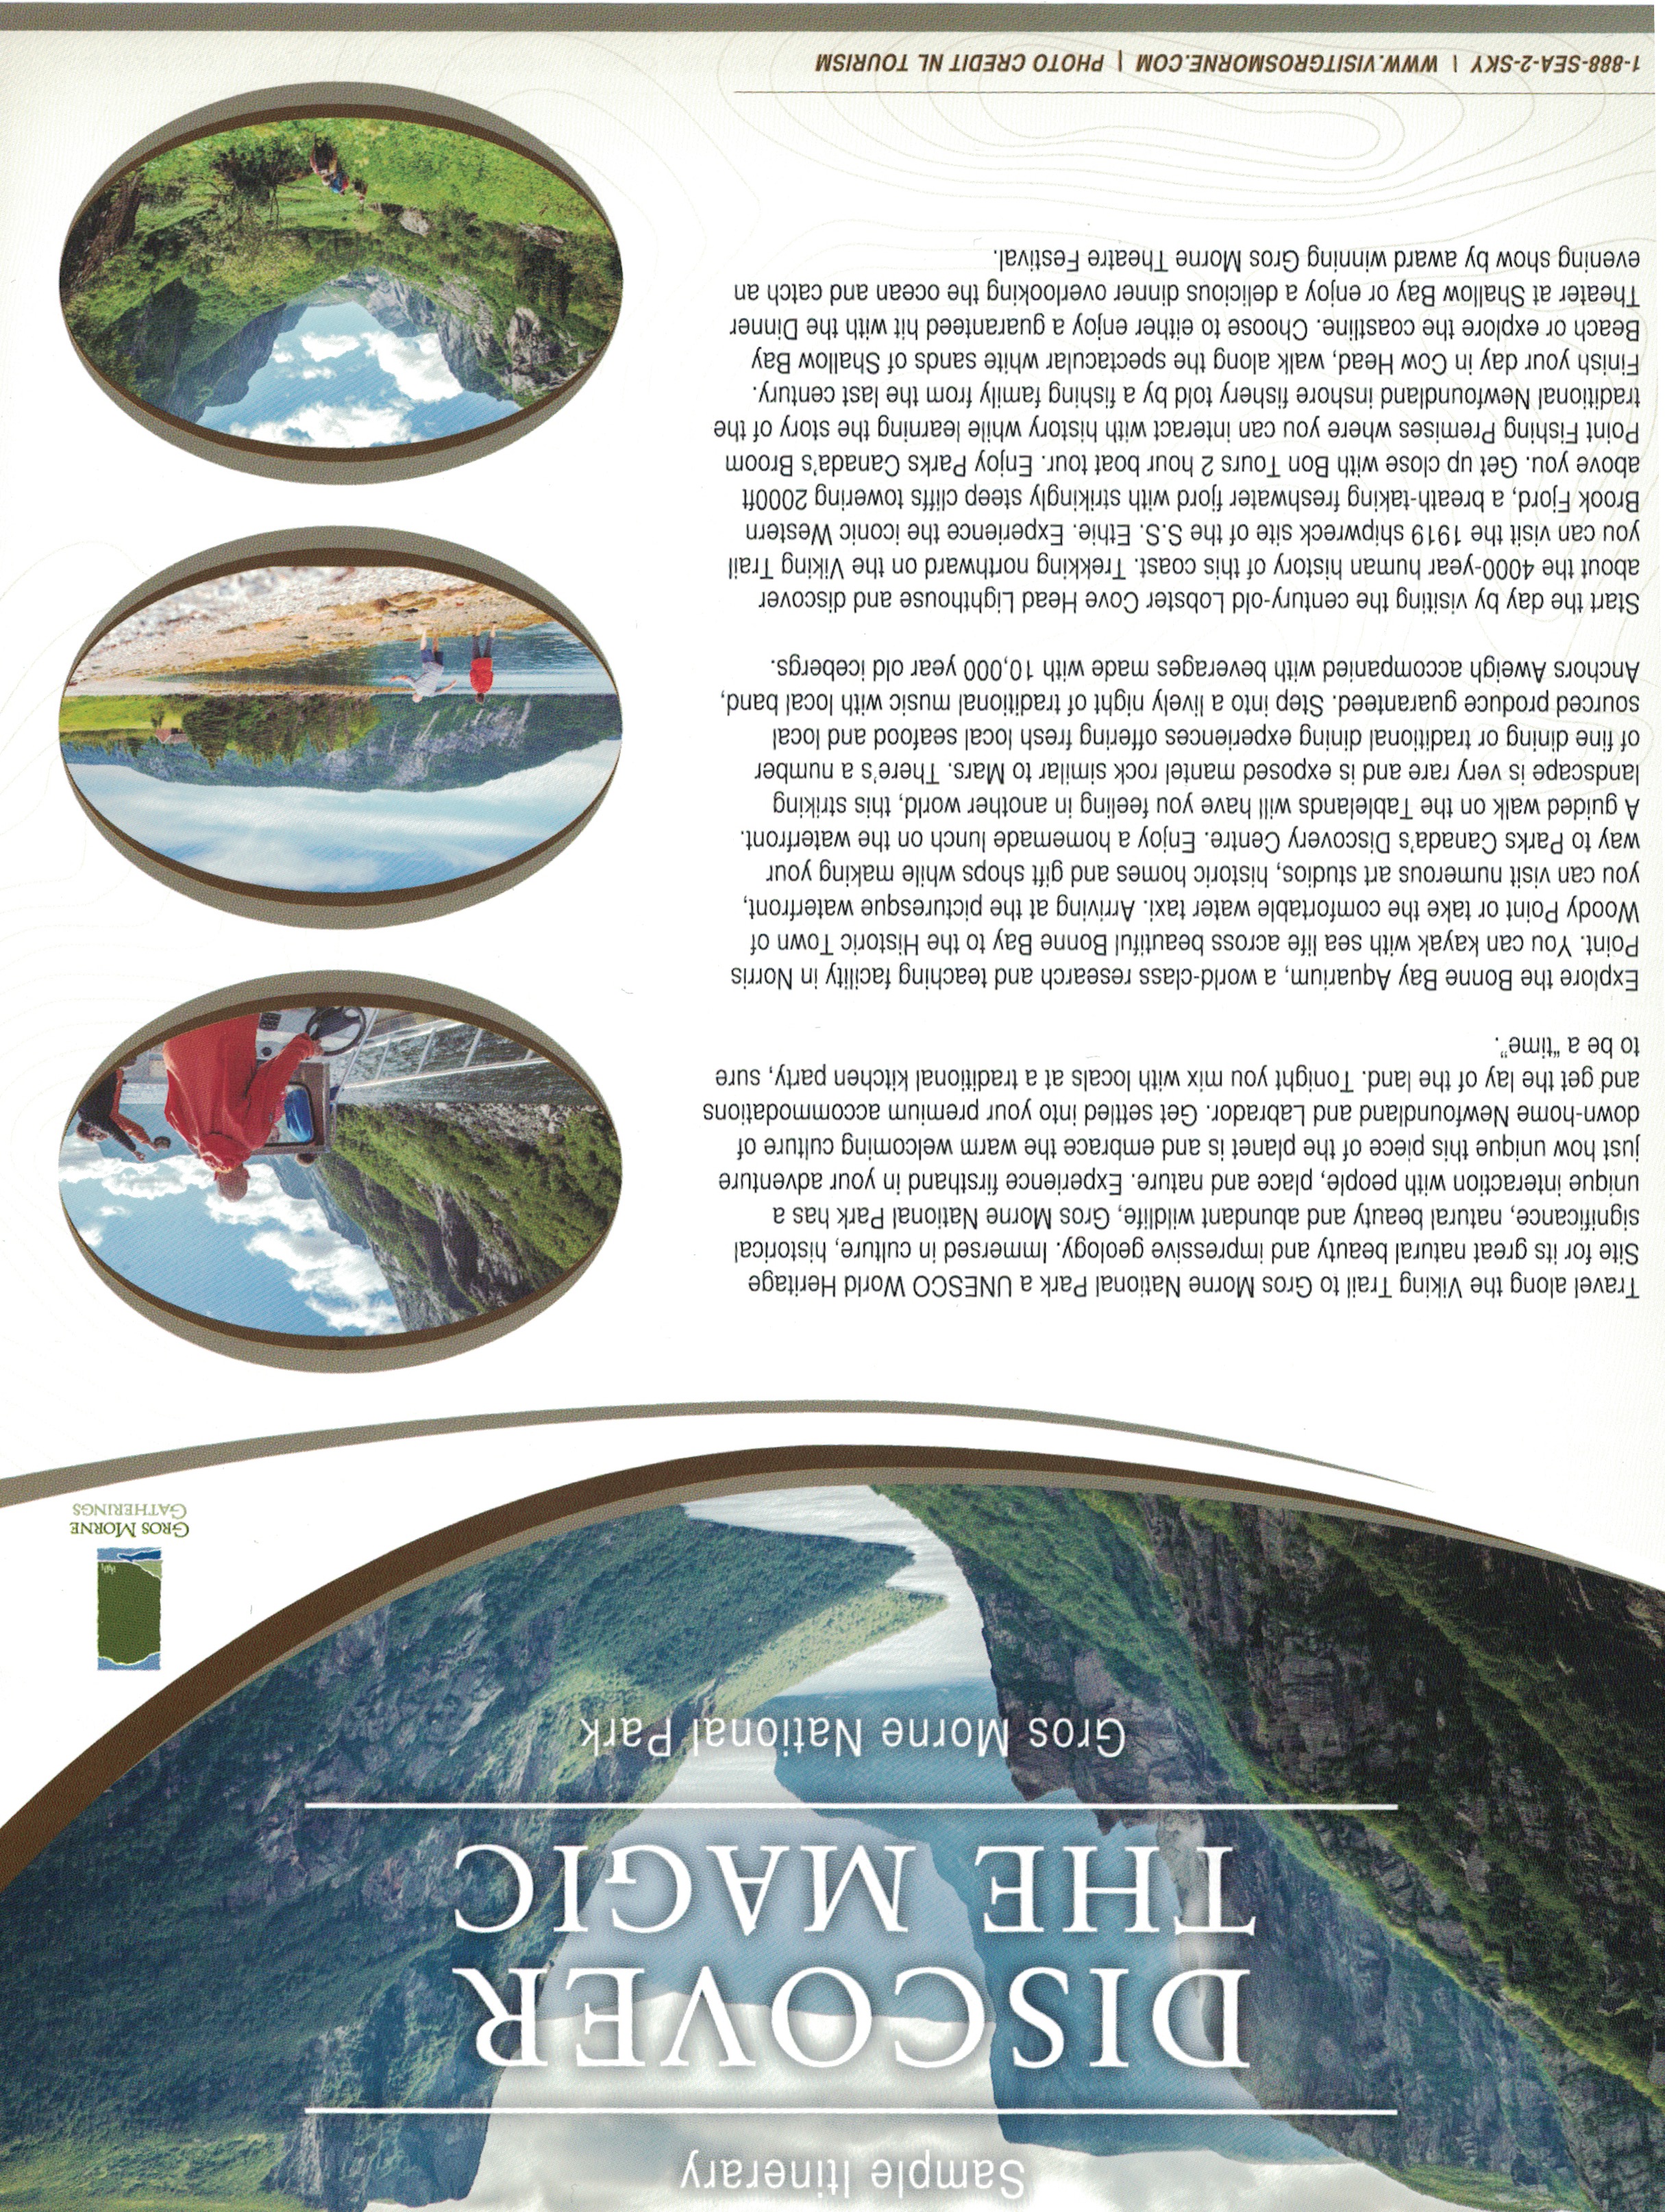 Sample Itinerary
DISCOVER
THE MAGIC
Gros Morne National Park
GROS MORNE
GATHERINGS
Travel along the Viking Trail to Gros Morne National Park a UNESCO World Heritage
Site for its great natural beauty and impressive geology. Immersed in culture, historical
significance, natural beauty and abundant wildlife, Gros Morne National Park has a
unique interaction with people, place and nature. Experience firsthand in your adventure
just how unique this piece of the planet is and embrace the warm welcoming culture of
down-home Newfoundland and Labrador. Get settled into your premium accommodations
and get the lay of the land. Tonight you mix with locals at a traditional kitchen party, sure
to be a “time”.
Explore the Bonne Bay Aquarium, a world-class research and teaching facility in Norris
Point. You can kayak with sea life across beautiful Bonne Bay to the Historic Town of
Woody Point or take the comfortable water taxi. Arriving at the picturesque waterfront,
you can visit numerous art studios, historic homes and gift shops while making your
way to Parks Canada's Discovery Centre. Enjoy a homemade lunch on the waterfront.
A guided walk on the Tablelands will have you feeling in another world, this striking
landscape is very rare and is exposed mantel rock similar to Mars. There's a number
of fine dining or traditional dining experiences offering fresh local seafood and local
sourced produce guaranteed. Step into a lively night of traditional music with local band,
Anchors Aweigh accompanied with beverages made with 10,000 year old icebergs.
Start the day by visiting the century-old Lobster Cove Head Lighthouse and discover
about the 4000-year human history of this coast. Trekking northward on the Viking Trail
you can visit the 1919 shipwreck site of the S.S. Ethie. Experience the iconic Western
Brook Fjord, a breath-taking freshwater fjord with strikingly steep cliffs towering 2000ft
above you. Get up close with Bon Tours 2 hour boat tour. Enjoy Parks Canada's Broom
Point Fishing Premises where you can interact with history while learning the story of the
traditional Newfoundland inshore fishery told by a fishing family from the last century.
Finish your day in Cow Head, walk along the spectacular white sands of Shallow Bay
Beach or explore the coastline. Choose to either enjoy a guaranteed hit with the Dinner
Theater at Shallow Bay or enjoy a delicious dinner overlooking the ocean and catch an
evening show by award winning Gros Morne Theatre Festival.
1-888-SEA-2-SKY \ WWW.VISITGROSMORNE.COM | PHOTO CREDIT NL TOURISM